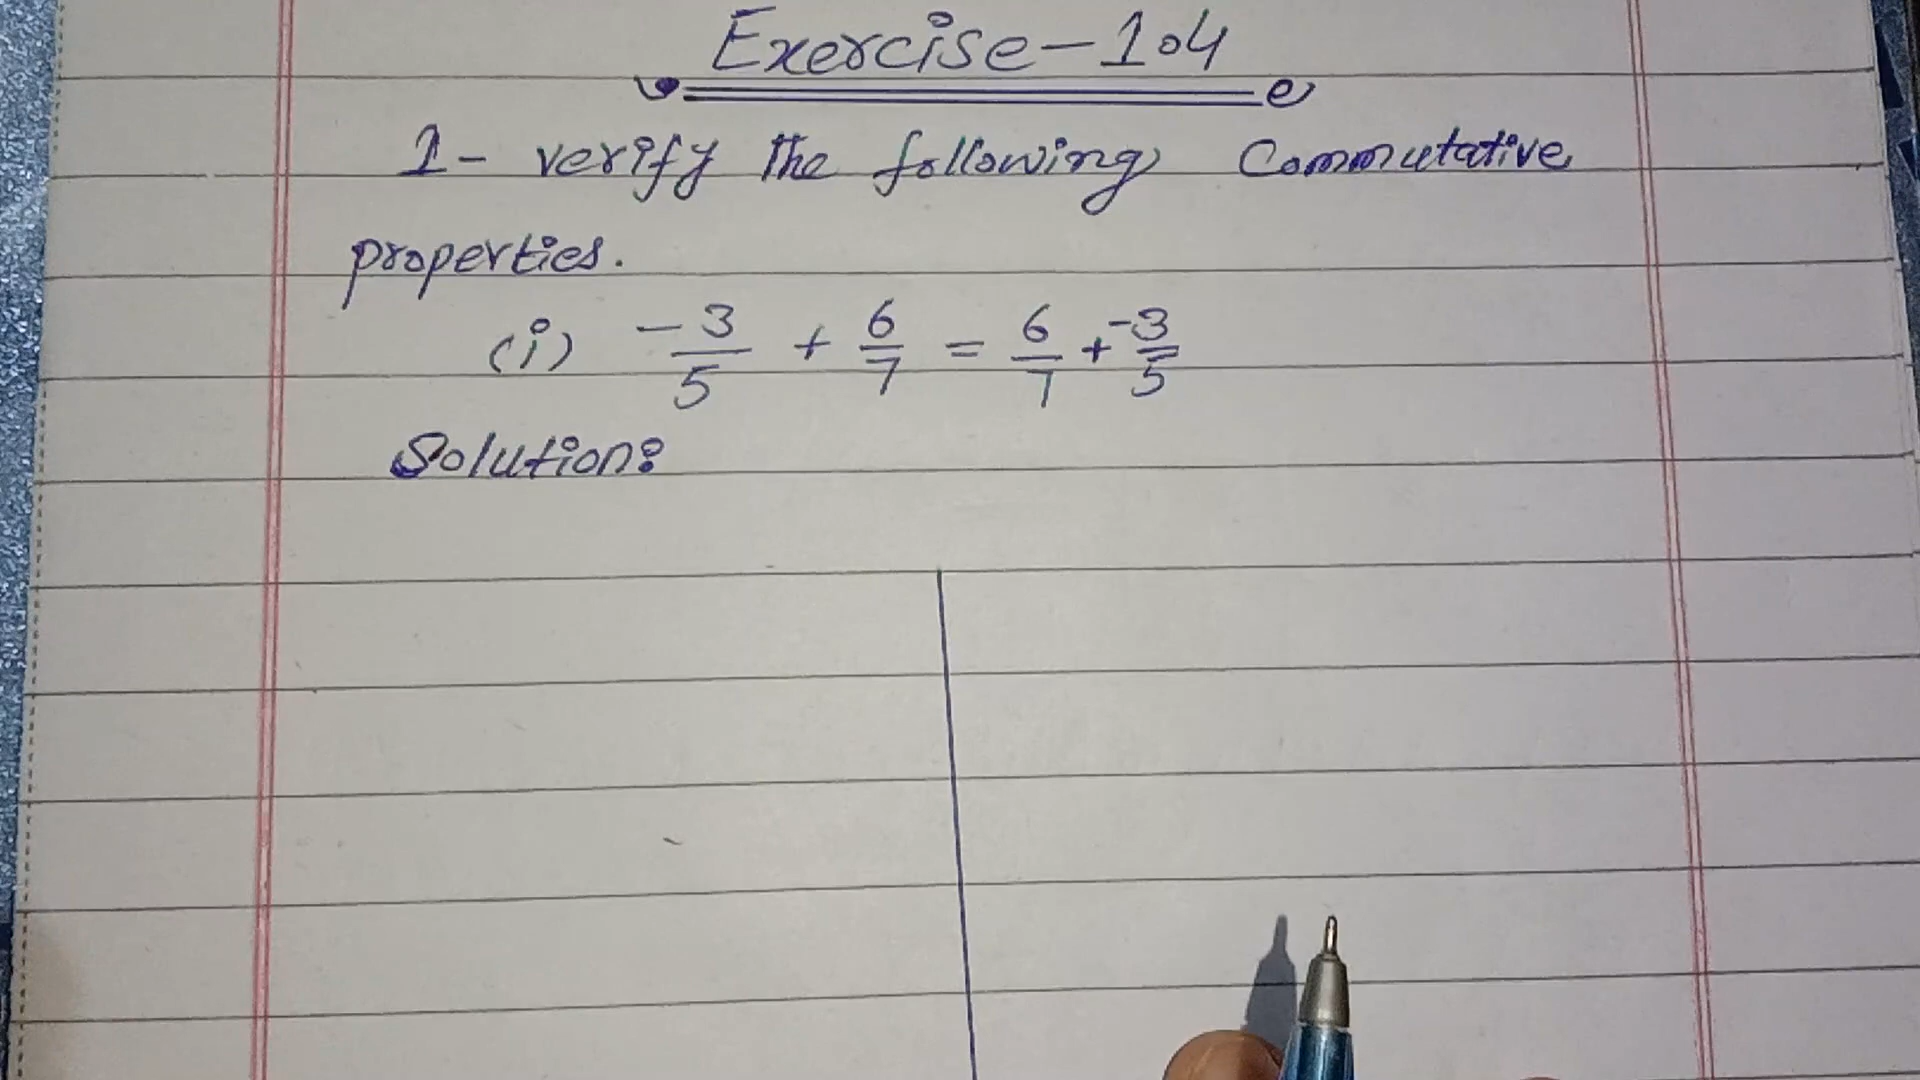 Exercise-1.4
1- verify the following Commutative
properties.
(i) -3/5 + 6/7 = 6/7 + -3/5
Solution: